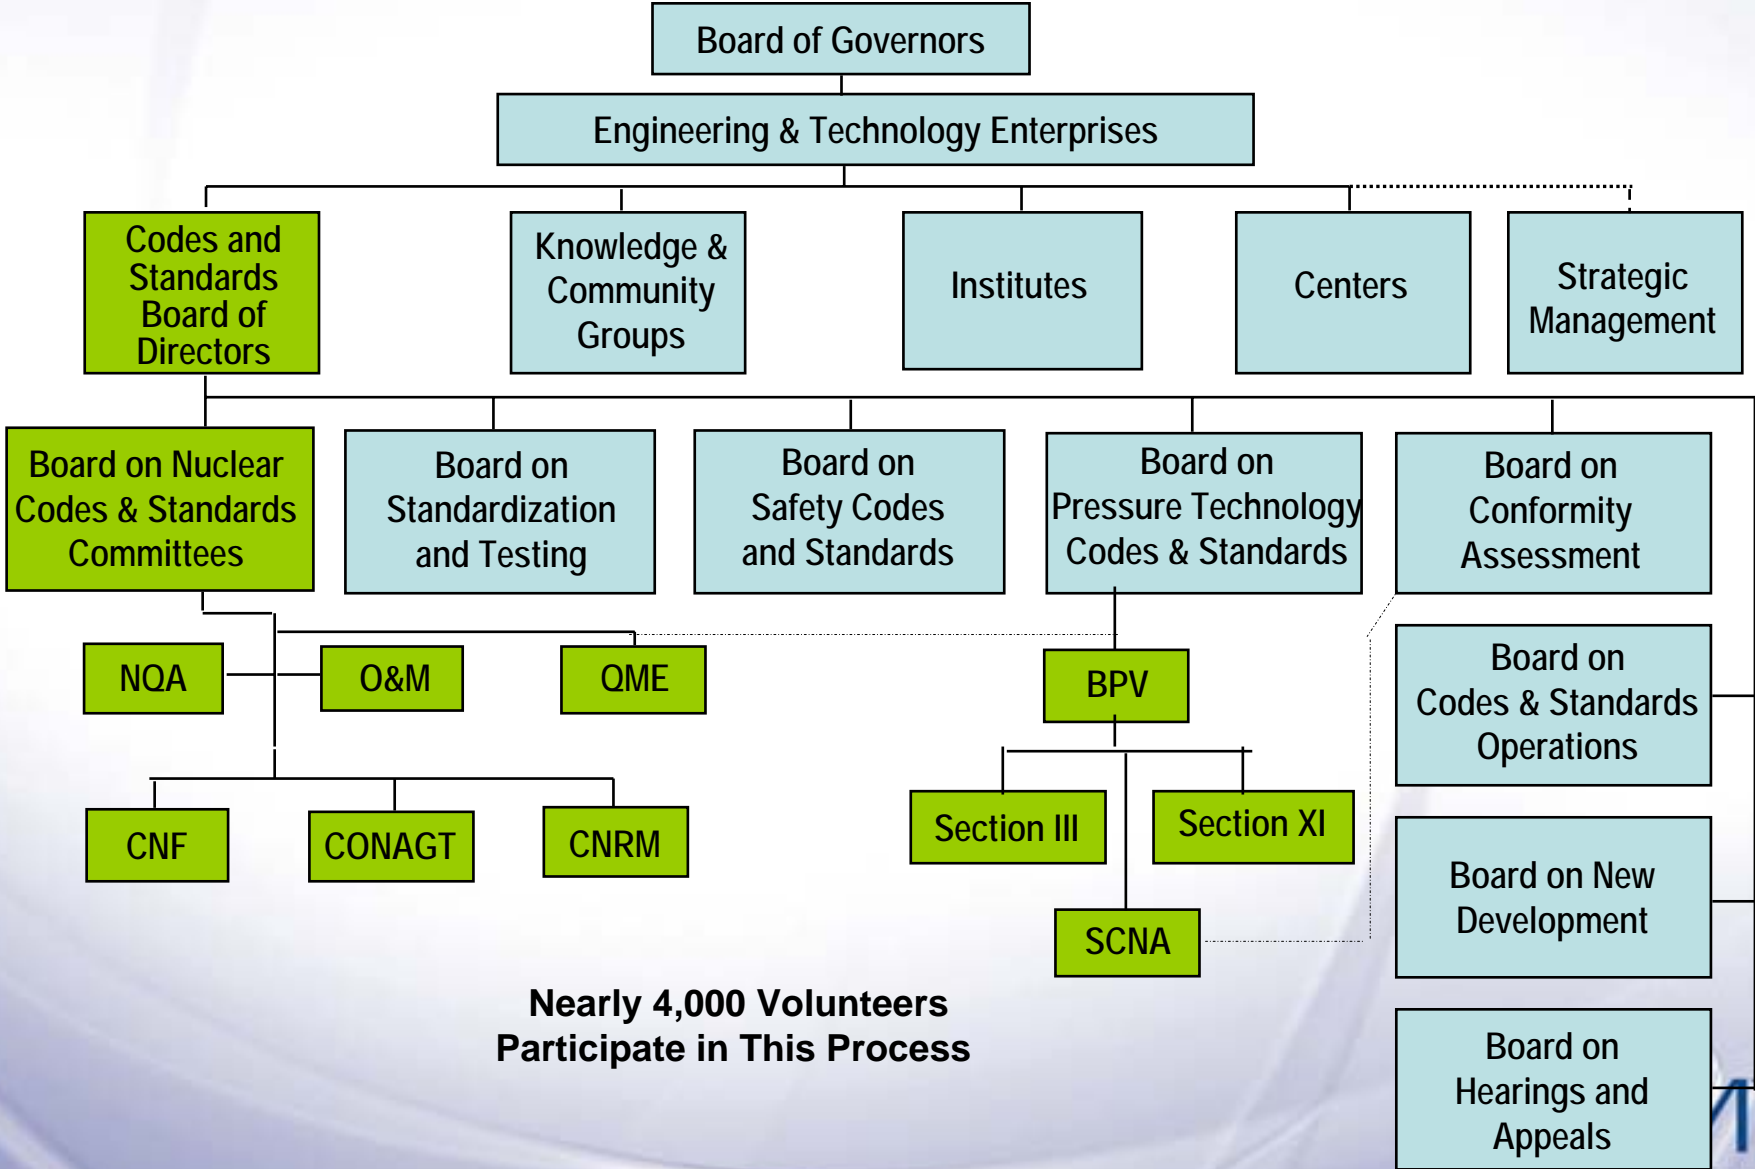 Board of Governors
Engineering & Technology Enterprises
Codes and
Standards
Board of
Directors
Knowledge &
Community
Groups
Institutes
Centers
Strategic
Management
Board on Nuclear
Codes & Standards
Committees
Board on
Standardization
and Testing
Board on
Safety Codes
and Standards
Board on
Pressure Technology
Codes & Standards
Board on
Conformity
Assessment
NQA
O&M
QME
BPV
Board on
Codes & Standards
Operations
CNF
CONAGT
CNRM
Section III
Section XI
SCNA
Board on New
Development
Nearly 4,000 Volunteers
Participate in This Process
Board on
Hearings and
Appeals